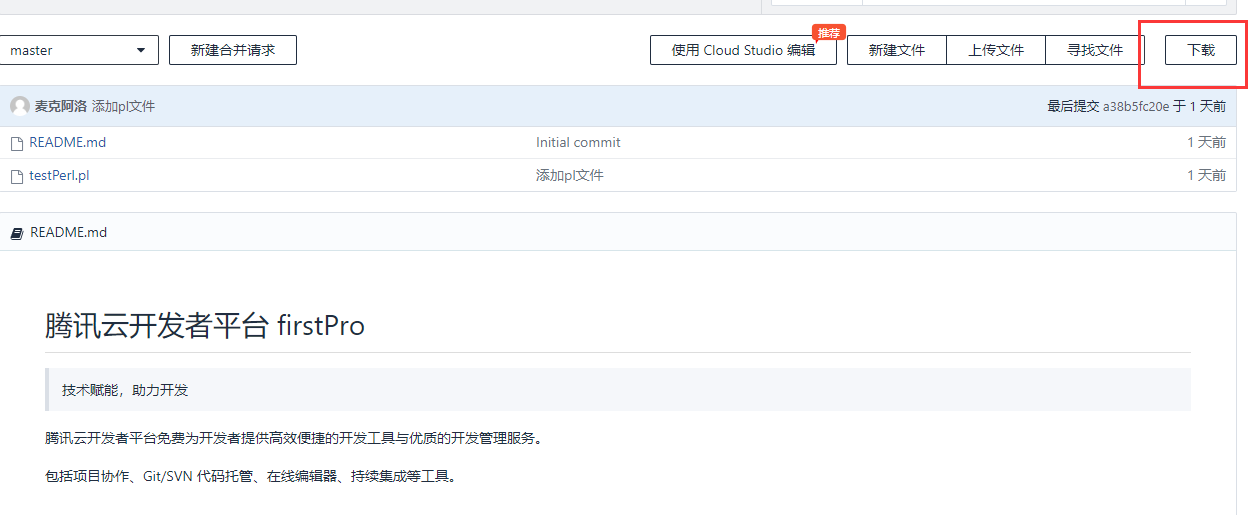 master 新建合并请求 使用 Cloud Studio 编辑 推荐 新建文件 上传文件 寻找文件 下载
麦克阿洛 添加pl文件 最后提交 a38b5fc20e 于 1 天前
README.md Initial commit 1 天前
testPerl.pl 添加pl文件 1 天前
README.md
腾讯云开发者平台 firstPro
技术赋能，助力开发
腾讯云开发者平台免费为开发者提供高效便捷的开发工具与优质的开发管理服务。
包括项目协作、Git/SVN 代码托管、在线编辑器、持续集成等工具。